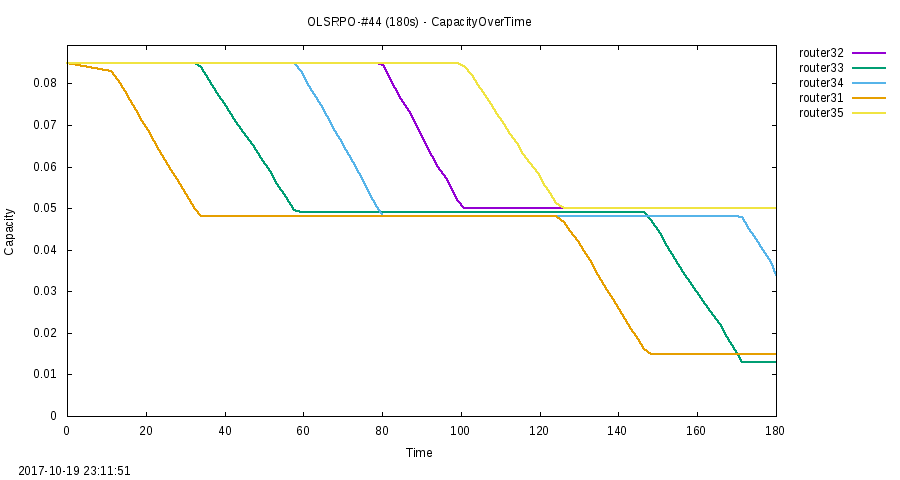 OLSRPO-#44 (180s) - CapacityOverTime
router32
router33
router34
router31
router35
0.08
0.07
0.06
0.05
0.04
0.03
0.02
0.01
0
Capacity
0 20 40 60 80 100 120 140 160 180
Time
2017-10-19 23:11:51